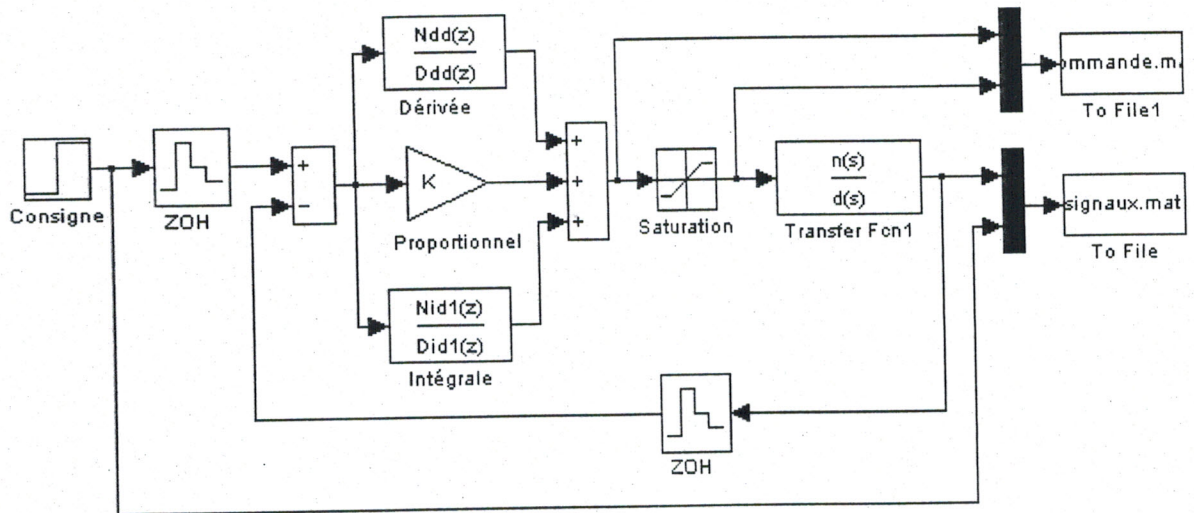 Ndd(z)
Ddd(z)
Dérivée
ommande.m
To File1
Consigne
ZOH
+
−
K
Proportionnel
+
+
+
Saturation
n(s)
d(s)
Transfer Fcn1
signaux.mat
To File
Nid1(z)
Did1(z)
Intégrale
ZOH